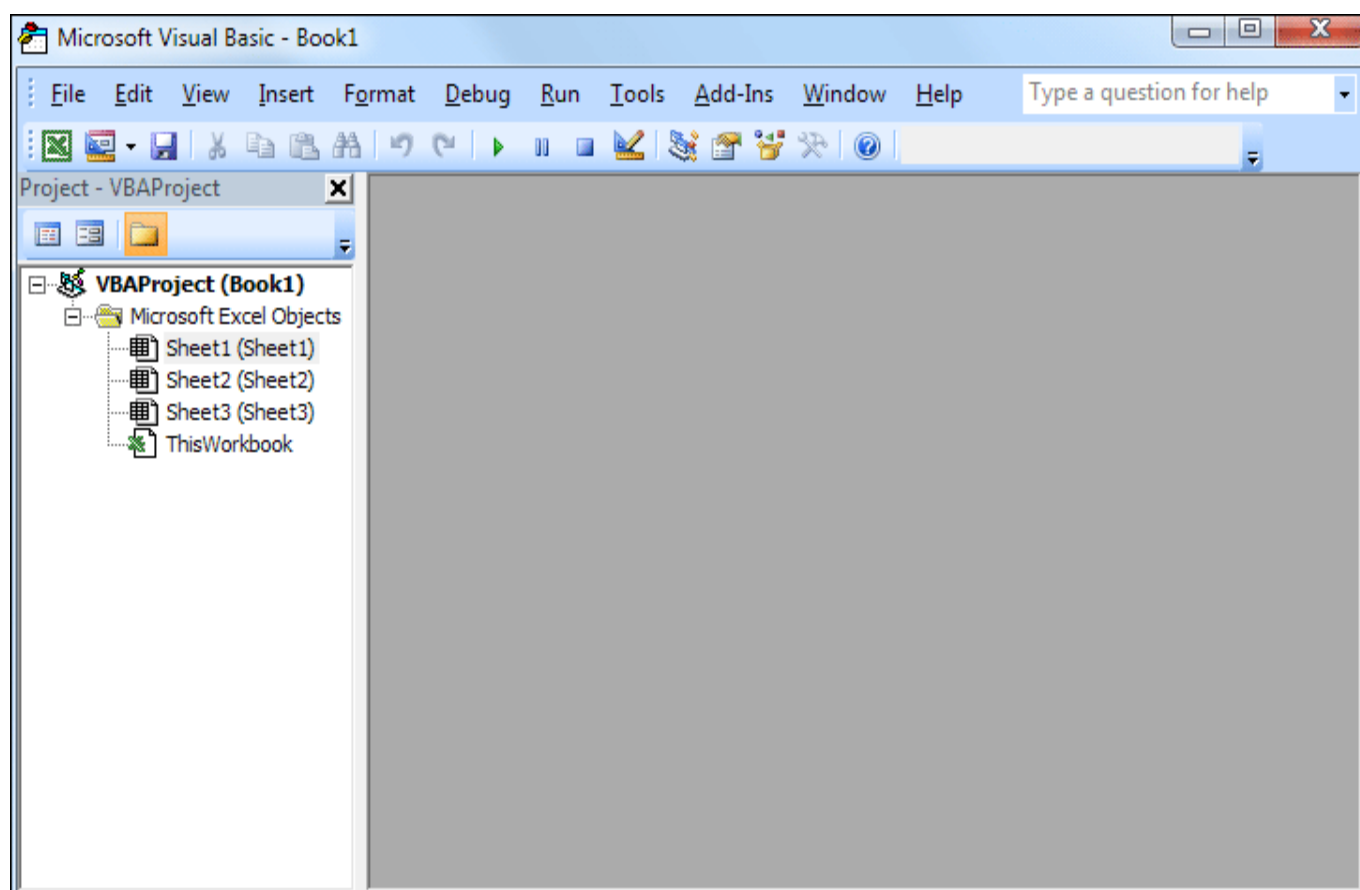 Microsoft Visual Basic - Book1
File Edit View Insert Format Debug Run Tools Add-Ins Window Help Type a question for help
Project - VBAProject
VBAProject (Book1)
Microsoft Excel Objects
Sheet1 (Sheet1)
Sheet2 (Sheet2)
Sheet3 (Sheet3)
ThisWorkbook